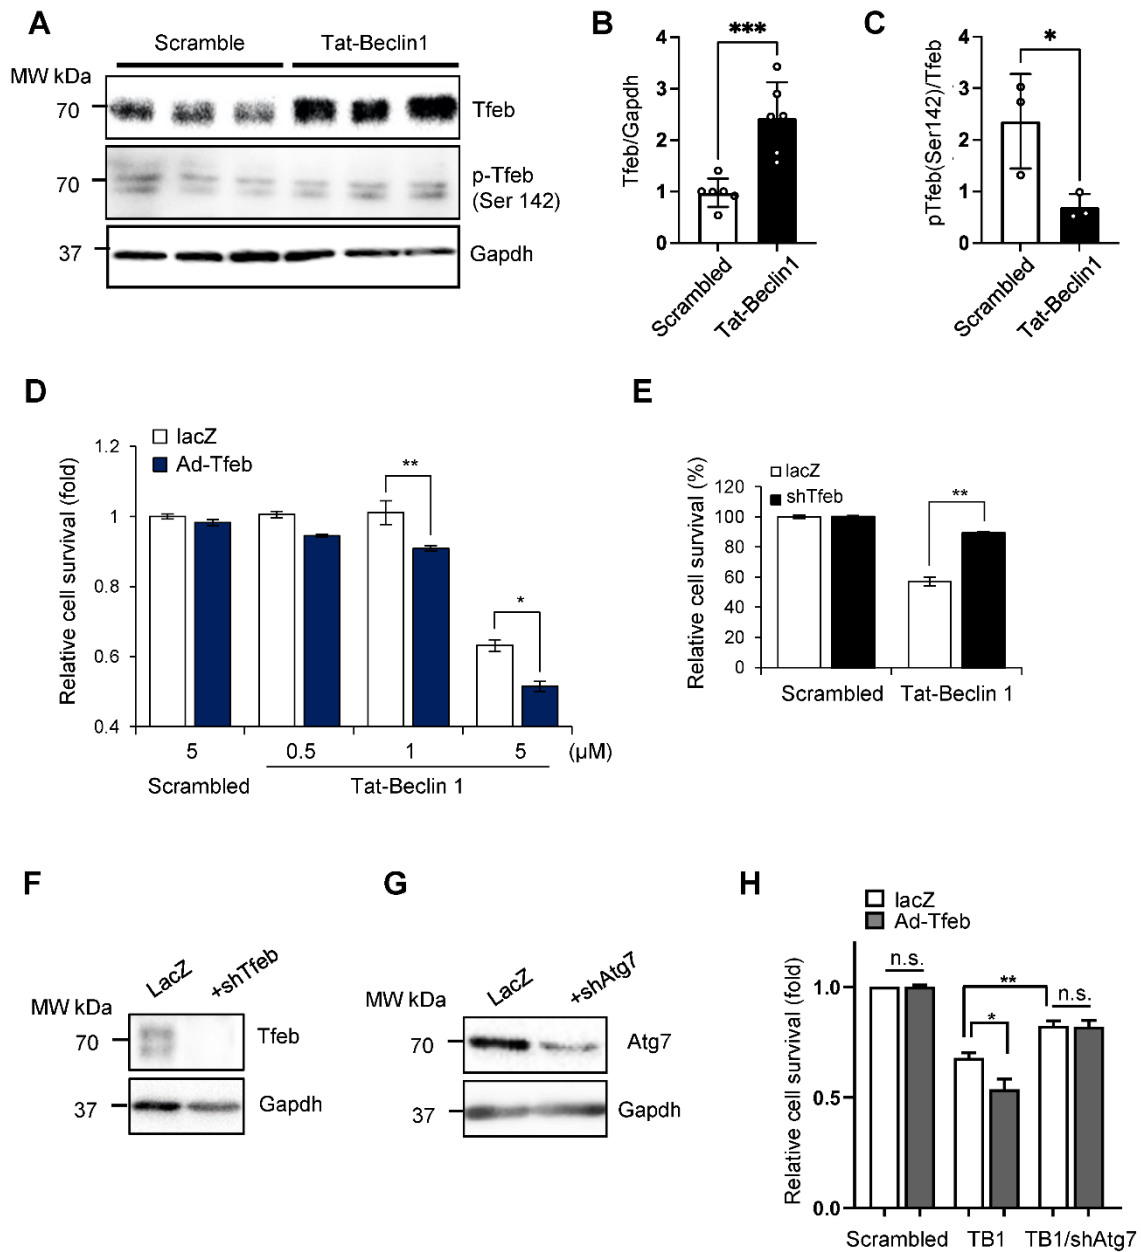 A
Scramble
Tat-Beclin1
MW kDa
70
Tfeb
70
p-Tfeb
(Ser 142)
37
Gapdh
B
Tfeb/Gapdh
4
3
2
1
0
***
Scrambled
Tat-Beclin1
C
pTfeb(Ser142)/Tfeb
4
3
2
1
0
*
Scrambled
Tat-Beclin1
D
lacZ
Ad-Tfeb
Relative cell survival (fold)
1.2
1
0.8
0.6
0.4
**
*
5
0.5
1
5
(µM)
Scrambled
Tat-Beclin 1
E
lacZ
shTfeb
Relative cell survival (%)
120
100
80
60
40
20
0
**
Scrambled
Tat-Beclin 1
F
LacZ
+shTfeb
MW kDa
70
Tfeb
37
Gapdh
G
LacZ
+shAtg7
MW kDa
70
Atg7
37
Gapdh
H
lacZ
Ad-Tfeb
Relative cell survival (fold)
1.0
0.5
0.0
n.s.
**
*
n.s.
Scrambled
TB1
TB1/shAtg7